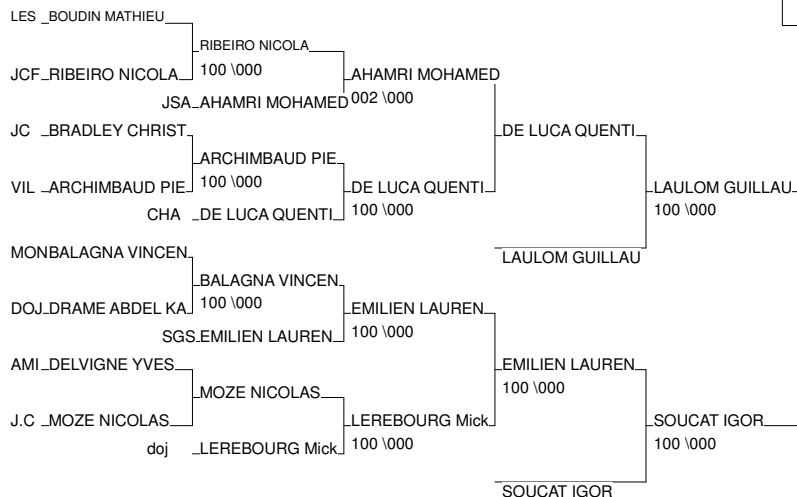 LES BOUDIN MATHIEU
RIBEIRO NICOLA
100 \000
JCF RIBEIRO NICOLA
AHAMRI MOHAMED
002 \000
JSA AHAMRI MOHAMED
JC BRADLEY CHRIST
DE LUCA QUENTI
ARCHIMBAUD PIE
100 \000
VIL ARCHIMBAUD PIE
DE LUCA QUENTI
100 \000
LAULOM GUILLAU
100 \000
CHA DE LUCA QUENTI
MON BALAGNA VINCEN
LAULOM GUILLAU
BALAGNA VINCEN
100 \000
DOJ DRAME ABDEL KA
EMILIEN LAUREN
100 \000
SGS EMILIEN LAUREN
AMI DELVIGNE YVES
EMILIEN LAUREN
100 \000
MOZE NICOLAS
J.C MOZE NICOLAS
LEREBOURG Mick
100 \000
SOUCAT IGOR
100 \000
doj LEREBOURG Mick
SOUCAT IGOR